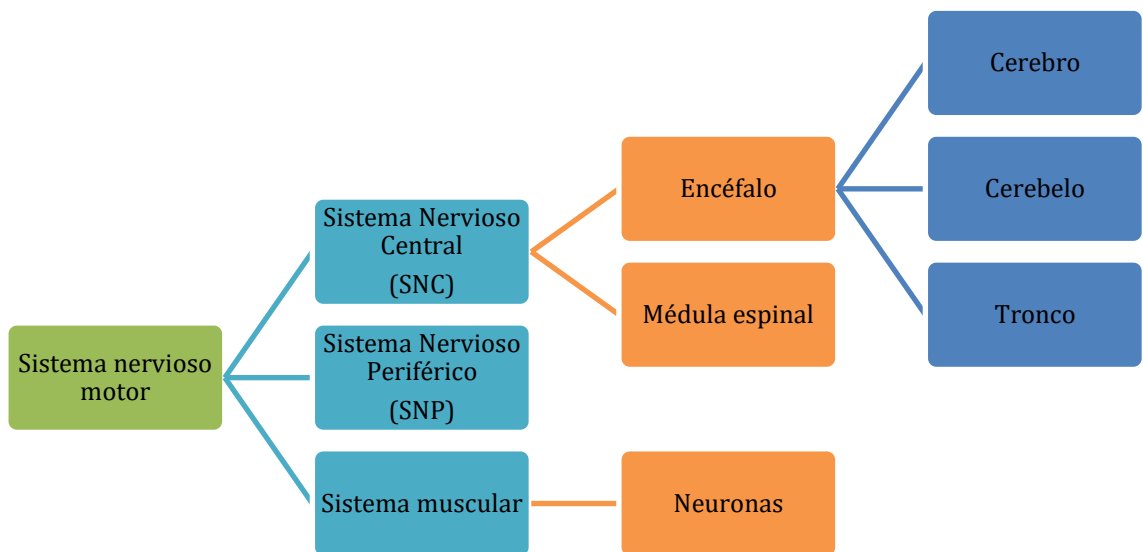 Sistema nervioso
motor
Sistema Nervioso
Central
(SNC)
Sistema Nervioso
Periférico
(SNP)
Sistema muscular
Encéfalo
Médula espinal
Neuronas
Cerebro
Cerebelo
Tronco